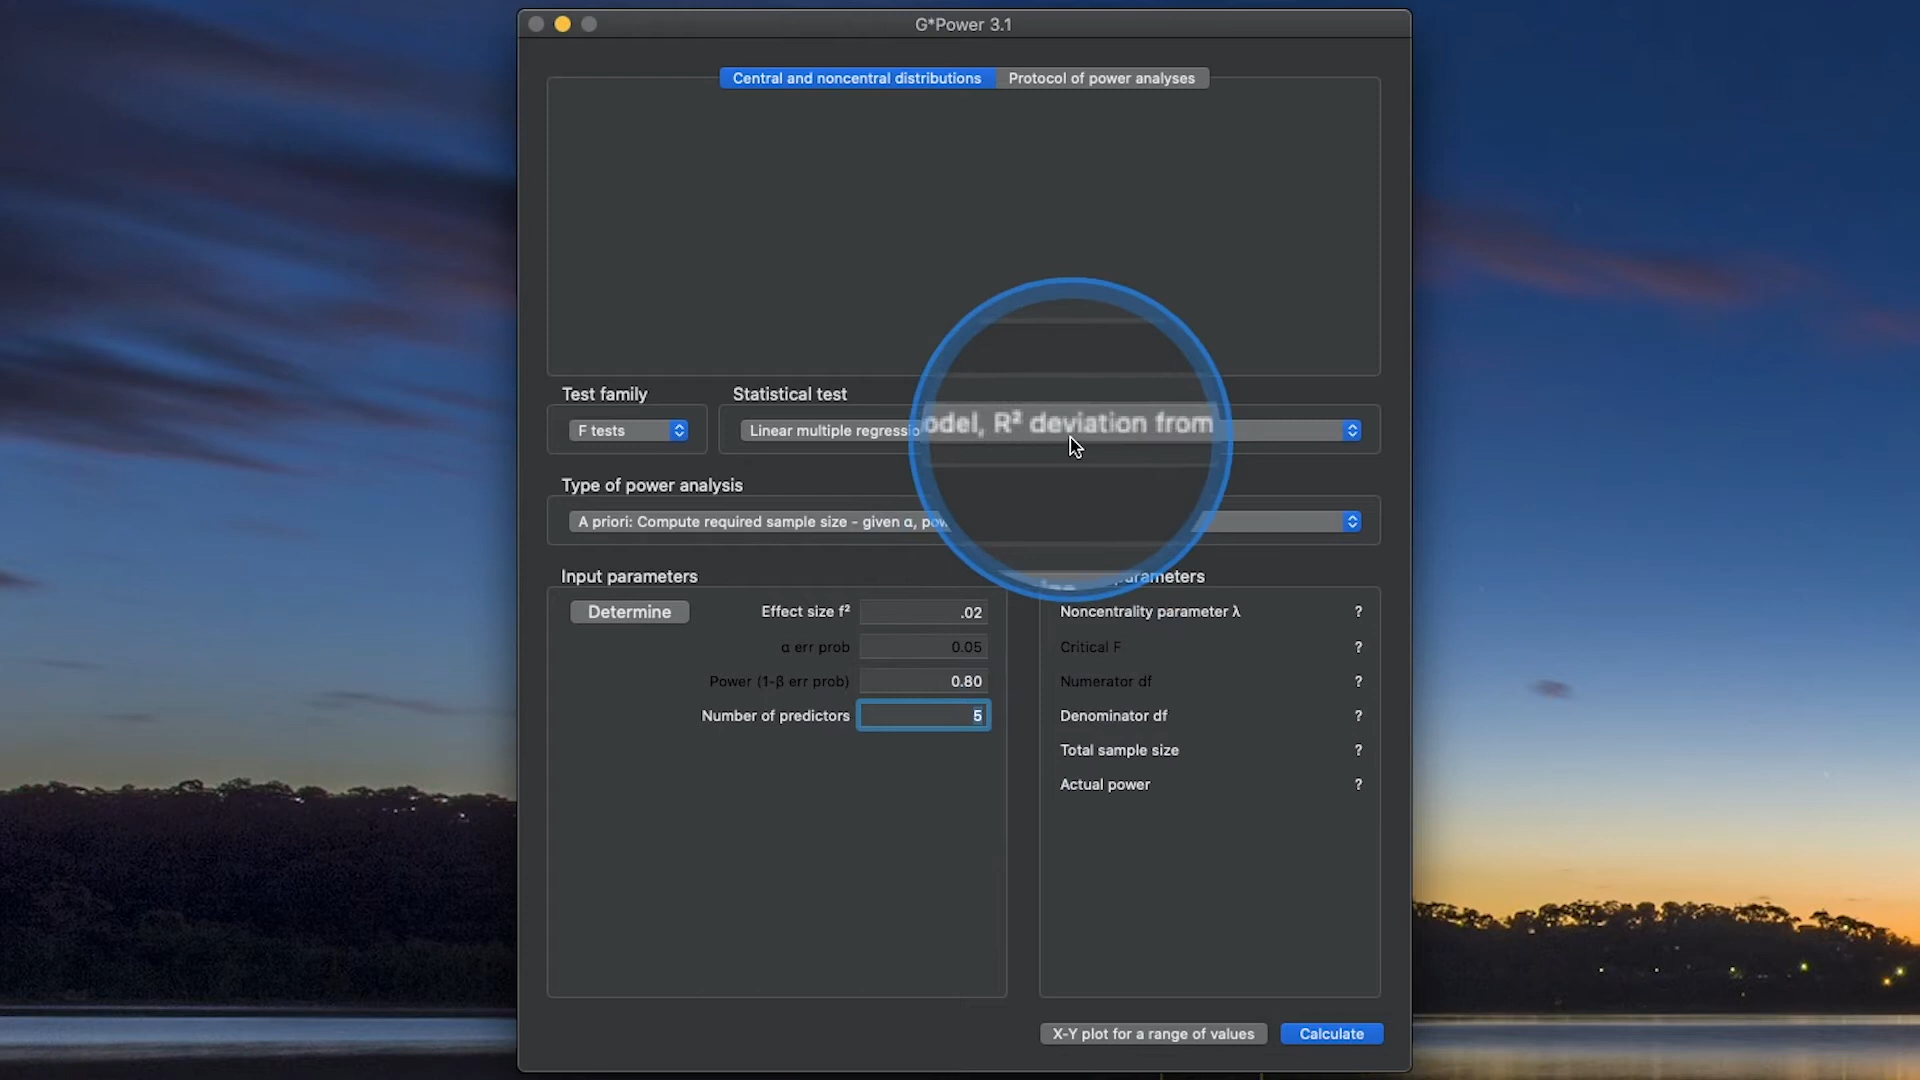 G*Power 3.1
Central and noncentral distributions Protocol of power analyses
Test family Statistical test
F tests Linear multiple regressio odel, R² deviation from
Type of power analysis
A priori: Compute required sample size - given α, pow
Input parameters parameters
Determine Effect size f² .02 Noncentrality parameter λ ?
α err prob 0.05 Critical F ?
Power (1-β err prob) 0.80 Numerator df ?
Number of predictors 5 Denominator df ?
Total sample size ?
Actual power ?
X-Y plot for a range of values Calculate